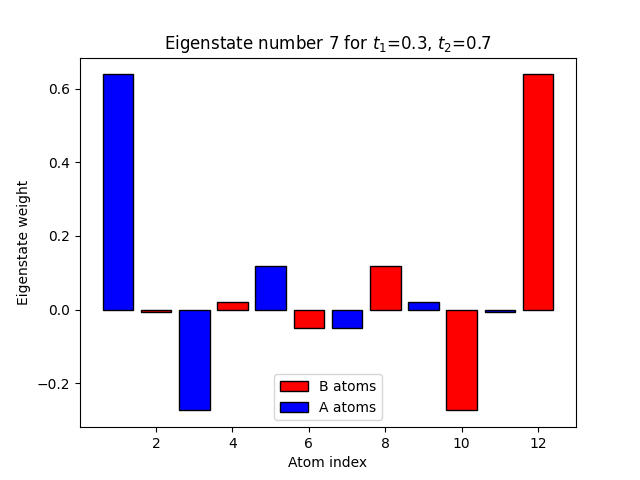 Eigenstate number 7 for t₁=0.3, t₂=0.7
Eigenstate weight
0.6
0.4
0.2
0.0
−0.2
B atoms
A atoms
2 4 6 8 10 12
Atom index